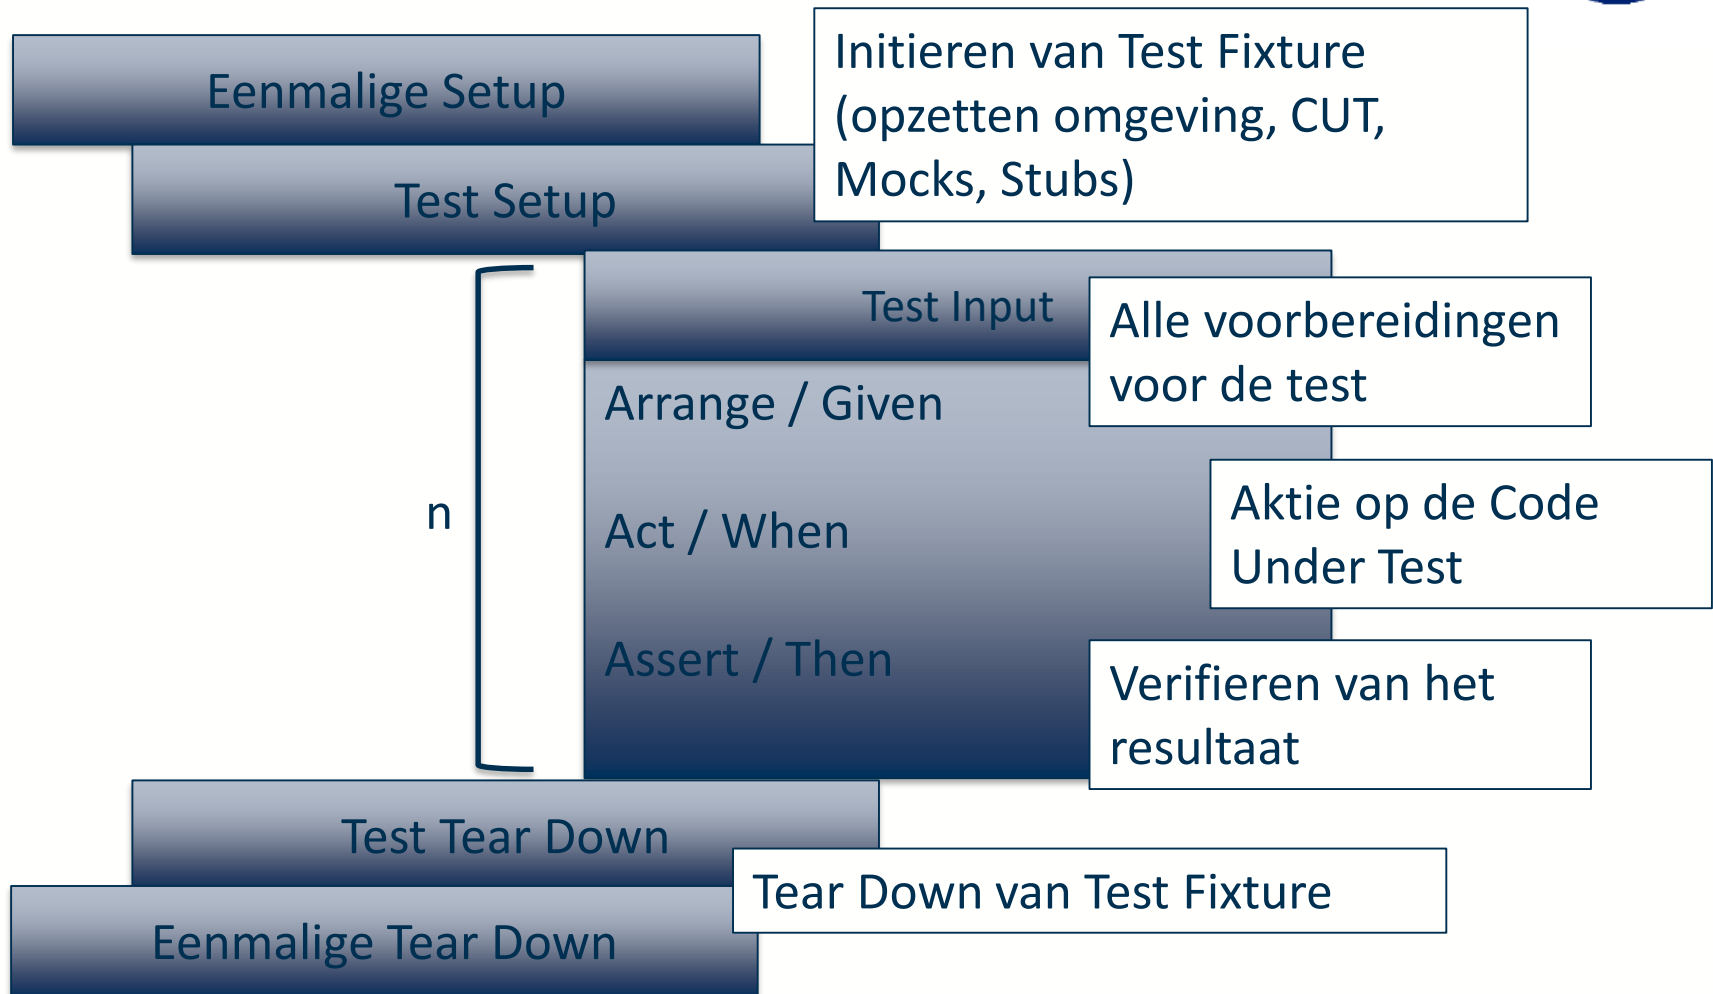 Eenmalige Setup
Initieren van Test Fixture
(opzetten omgeving, CUT,
Mocks, Stubs)
Test Setup
Test Input
Alle voorbereidingen
voor de test
Arrange / Given
n
Act / When
Aktie op de Code
Under Test
Assert / Then
Verifieren van het
resultaat
Test Tear Down
Tear Down van Test Fixture
Eenmalige Tear Down